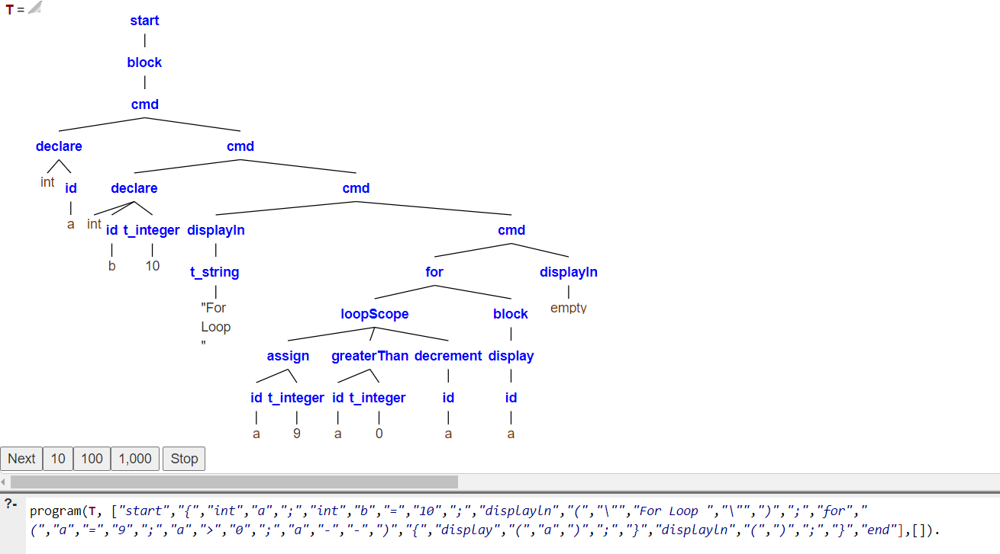 T =
start
block
cmd
declare cmd
int id declare cmd
a int id t_integer displayln cmd
b 10 t_string for displayln
"For
Loop
"
loopScope block empty
assign greaterThan decrement display
id t_integer id t_integer id id
a 9 a 0 a a
Next 10 100 1,000 Stop
?- program(T, ["start","{","int","a",";","int","b","=","10",";","displayln","(","\"","For Loop ","\"",")",";","for","
(","a","=","9",";","a",">","0",";","a","-","-",")","{","display","(","a",")",";","}","displayln","(",")",";","}","end"],[]).